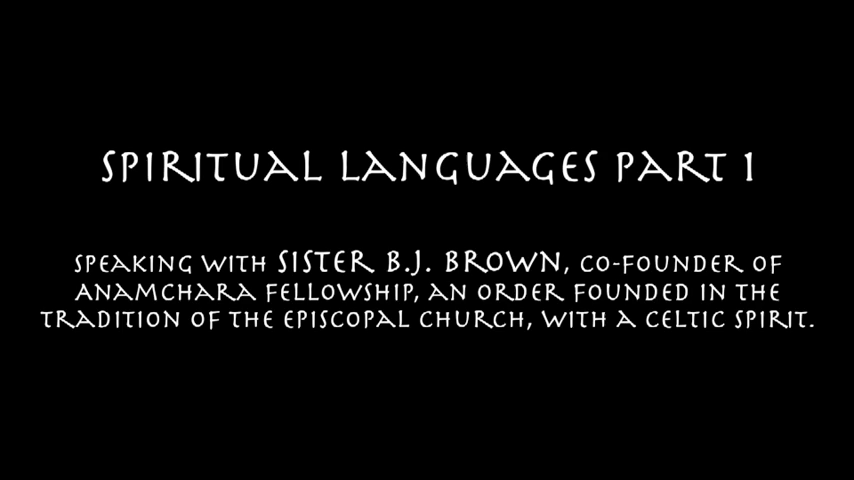 SPIRITUAL LANGUAGES PART 1
SPEAKING WITH SISTER B.J. BROWN, CO-FOUNDER OF
ANAMCHARA FELLOWSHIP, AN ORDER FOUNDED IN THE
TRADITION OF THE EPISCOPAL CHURCH, WITH A CELTIC SPIRIT.